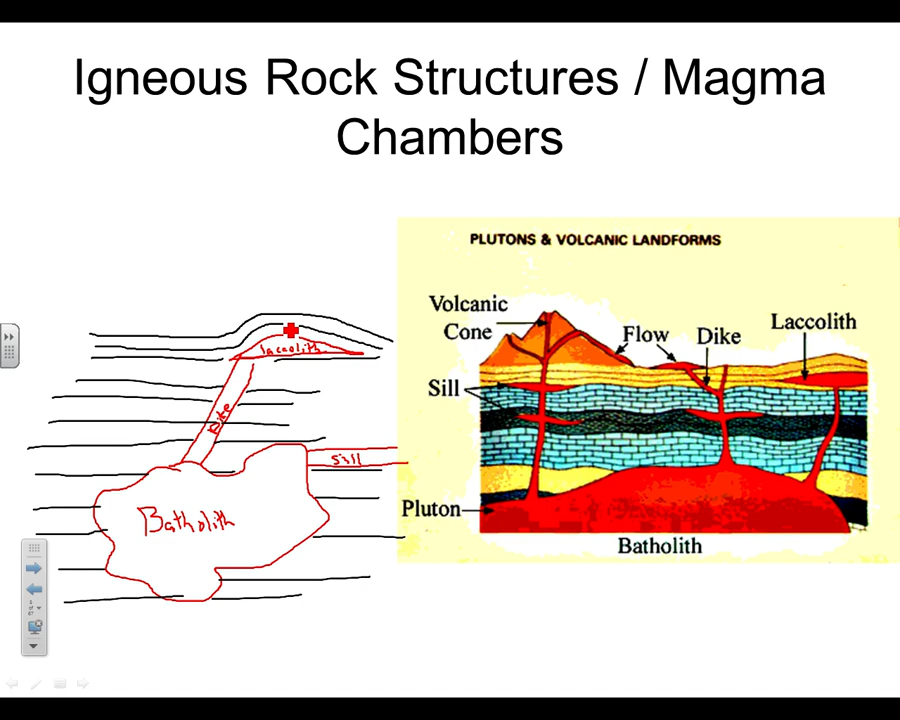 Igneous Rock Structures / Magma
Chambers
laccolith
Dike
Sill
Batholith
PLUTONS & VOLCANIC LANDFORMS
Volcanic
Cone
Flow
Dike
Laccolith
Sill
Pluton
Batholith